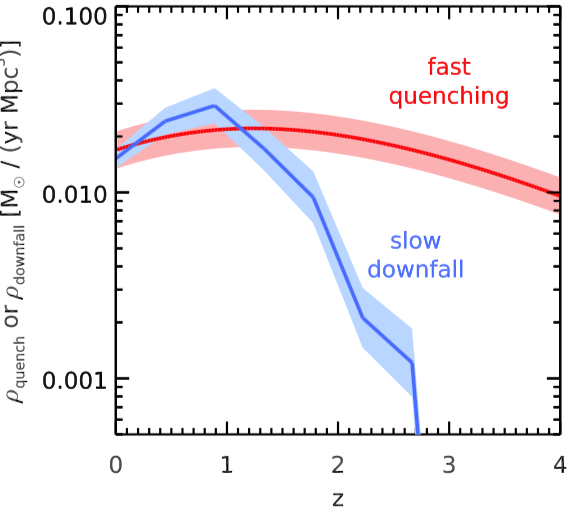 0.100
fast
quenching
0.010
slow
downfall
0.001
ρquench or ρdownfall [M☉ / (yr Mpc³)]
0 1 2 3 4
z